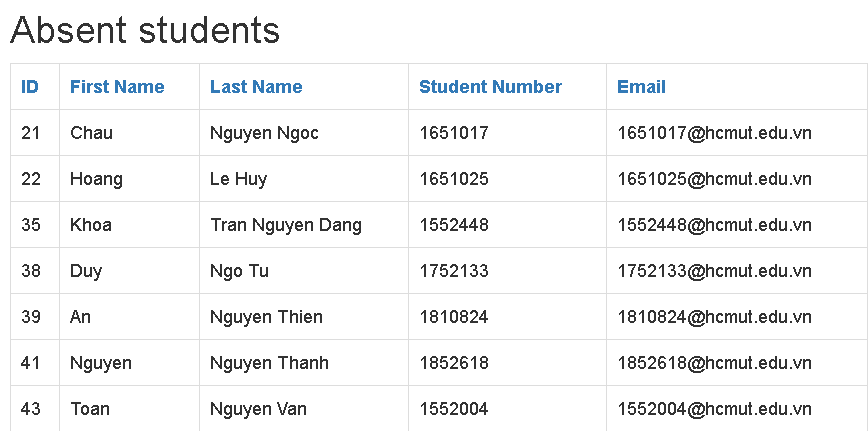 Absent students
ID First Name Last Name Student Number Email
21 Chau Nguyen Ngoc 1651017 1651017@hcmut.edu.vn
22 Hoang Le Huy 1651025 1651025@hcmut.edu.vn
35 Khoa Tran Nguyen Dang 1552448 1552448@hcmut.edu.vn
38 Duy Ngo Tu 1752133 1752133@hcmut.edu.vn
39 An Nguyen Thien 1810824 1810824@hcmut.edu.vn
41 Nguyen Nguyen Thanh 1852618 1852618@hcmut.edu.vn
43 Toan Nguyen Van 1552004 1552004@hcmut.edu.vn